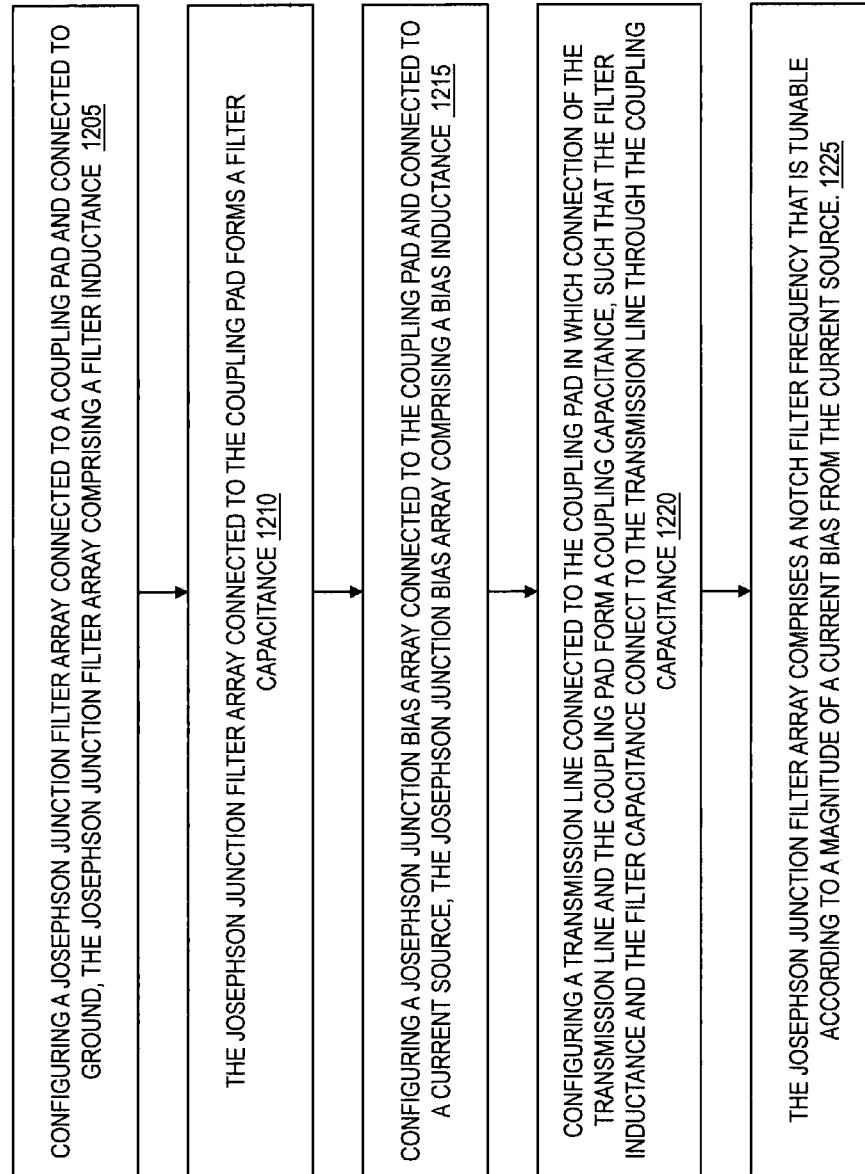 CONFIGURING A JOSEPHSON JUNCTION FILTER ARRAY CONNECTED TO A COUPLING PAD AND CONNECTED TO
GROUND, THE JOSEPHSON JUNCTION FILTER ARRAY COMPRISING A FILTER INDUCTANCE 1205
THE JOSEPHSON JUNCTION FILTER ARRAY CONNECTED TO THE COUPLING PAD FORMS A FILTER
CAPACITANCE 1210
CONFIGURING A JOSEPHSON JUNCTION BIAS ARRAY CONNECTED TO THE COUPLING PAD AND CONNECTED TO
A CURRENT SOURCE, THE JOSEPHSON JUNCTION BIAS ARRAY COMPRISING A BIAS INDUCTANCE 1215
CONFIGURING A TRANSMISSION LINE CONNECTED TO THE COUPLING PAD IN WHICH CONNECTION OF THE
TRANSMISSION LINE AND THE COUPLING PAD FORM A COUPLING CAPACITANCE, SUCH THAT THE FILTER
INDUCTANCE AND THE FILTER CAPACITANCE CONNECT TO THE TRANSMISSION LINE THROUGH THE COUPLING
CAPACITANCE 1220
THE JOSEPHSON JUNCTION FILTER ARRAY COMPRISES A NOTCH FILTER FREQUENCY THAT IS TUNABLE
ACCORDING TO A MAGNITUDE OF A CURRENT BIAS FROM THE CURRENT SOURCE. 1225